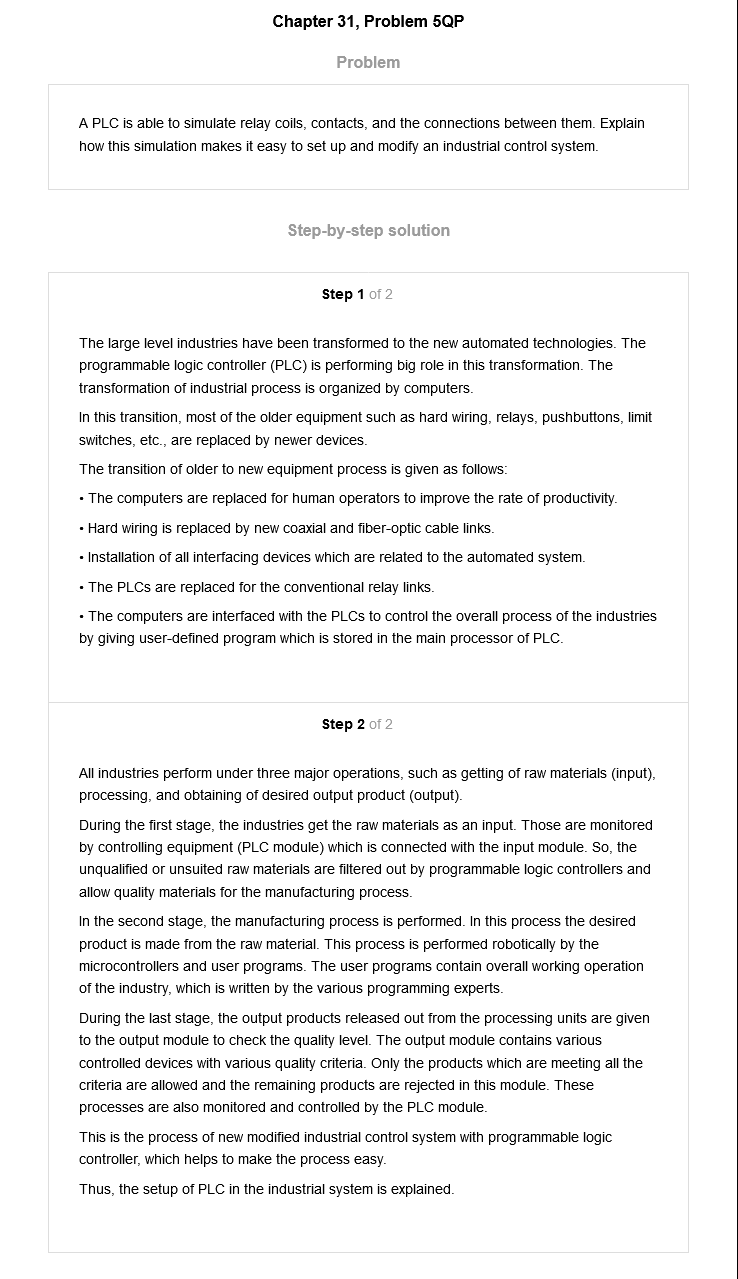 Chapter 31, Problem 5QP
Problem
A PLC is able to simulate relay coils, contacts, and the connections between them. Explain
how this simulation makes it easy to set up and modify an industrial control system.
Step-by-step solution
Step 1 of 2
The large level industries have been transformed to the new automated technologies. The
programmable logic controller (PLC) is performing big role in this transformation. The
transformation of industrial process is organized by computers.
In this transition, most of the older equipment such as hard wiring, relays, pushbuttons, limit
switches, etc., are replaced by newer devices.
The transition of older to new equipment process is given as follows:
• The computers are replaced for human operators to improve the rate of productivity.
• Hard wiring is replaced by new coaxial and fiber-optic cable links.
• Installation of all interfacing devices which are related to the automated system.
• The PLCs are replaced for the conventional relay links.
• The computers are interfaced with the PLCs to control the overall process of the industries
by giving user-defined program which is stored in the main processor of PLC.
Step 2 of 2
All industries perform under three major operations, such as getting of raw materials (input),
processing, and obtaining of desired output product (output).
During the first stage, the industries get the raw materials as an input. Those are monitored
by controlling equipment (PLC module) which is connected with the input module. So, the
unqualified or unsuited raw materials are filtered out by programmable logic controllers and
allow quality materials for the manufacturing process.
In the second stage, the manufacturing process is performed. In this process the desired
product is made from the raw material. This process is performed robotically by the
microcontrollers and user programs. The user programs contain overall working operation
of the industry, which is written by the various programming experts.
During the last stage, the output products released out from the processing units are given
to the output module to check the quality level. The output module contains various
controlled devices with various quality criteria. Only the products which are meeting all the
criteria are allowed and the remaining products are rejected in this module. These
processes are also monitored and controlled by the PLC module.
This is the process of new modified industrial control system with programmable logic
controller, which helps to make the process easy.
Thus, the setup of PLC in the industrial system is explained.